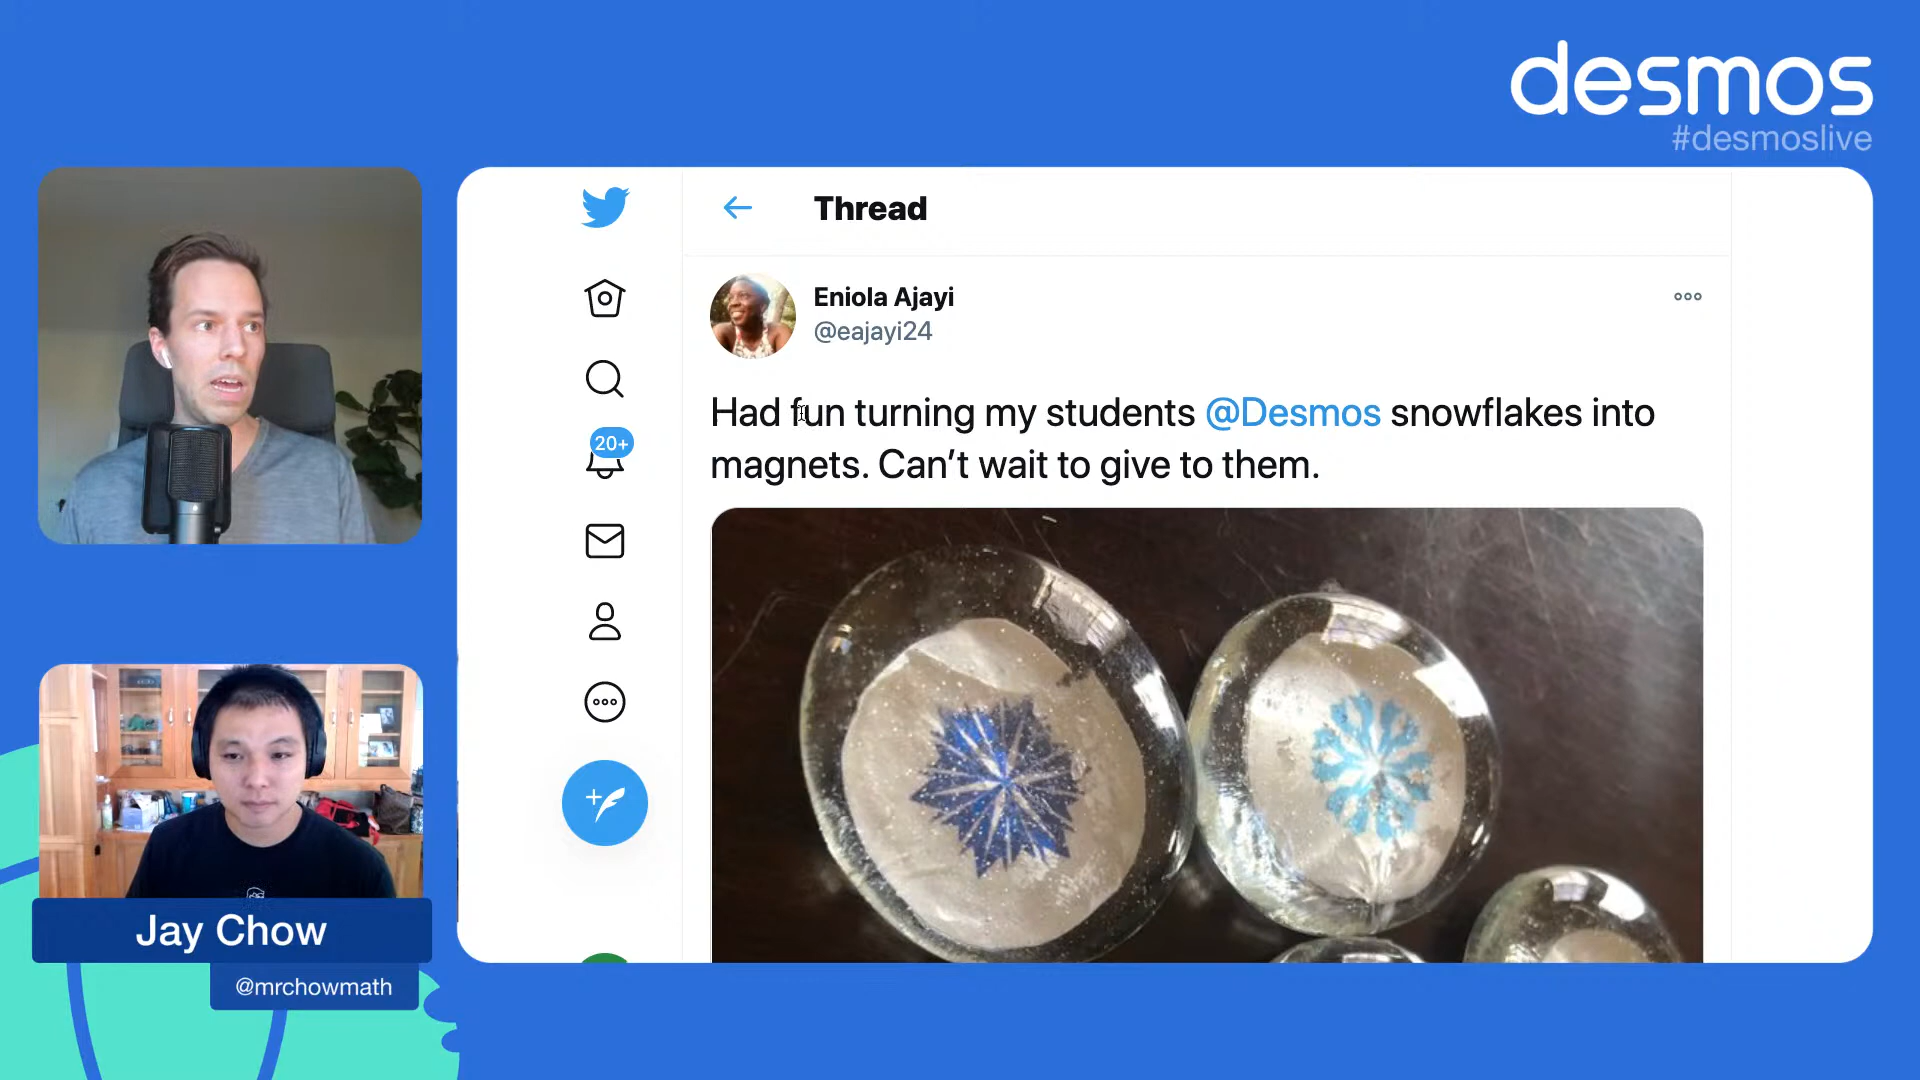 desmos
#desmoslive
Thread
Eniola Ajayi
@eajayi24
Had fun turning my students @Desmos snowflakes into
magnets. Can’t wait to give to them.
20+
Jay Chow
@mrchowmath